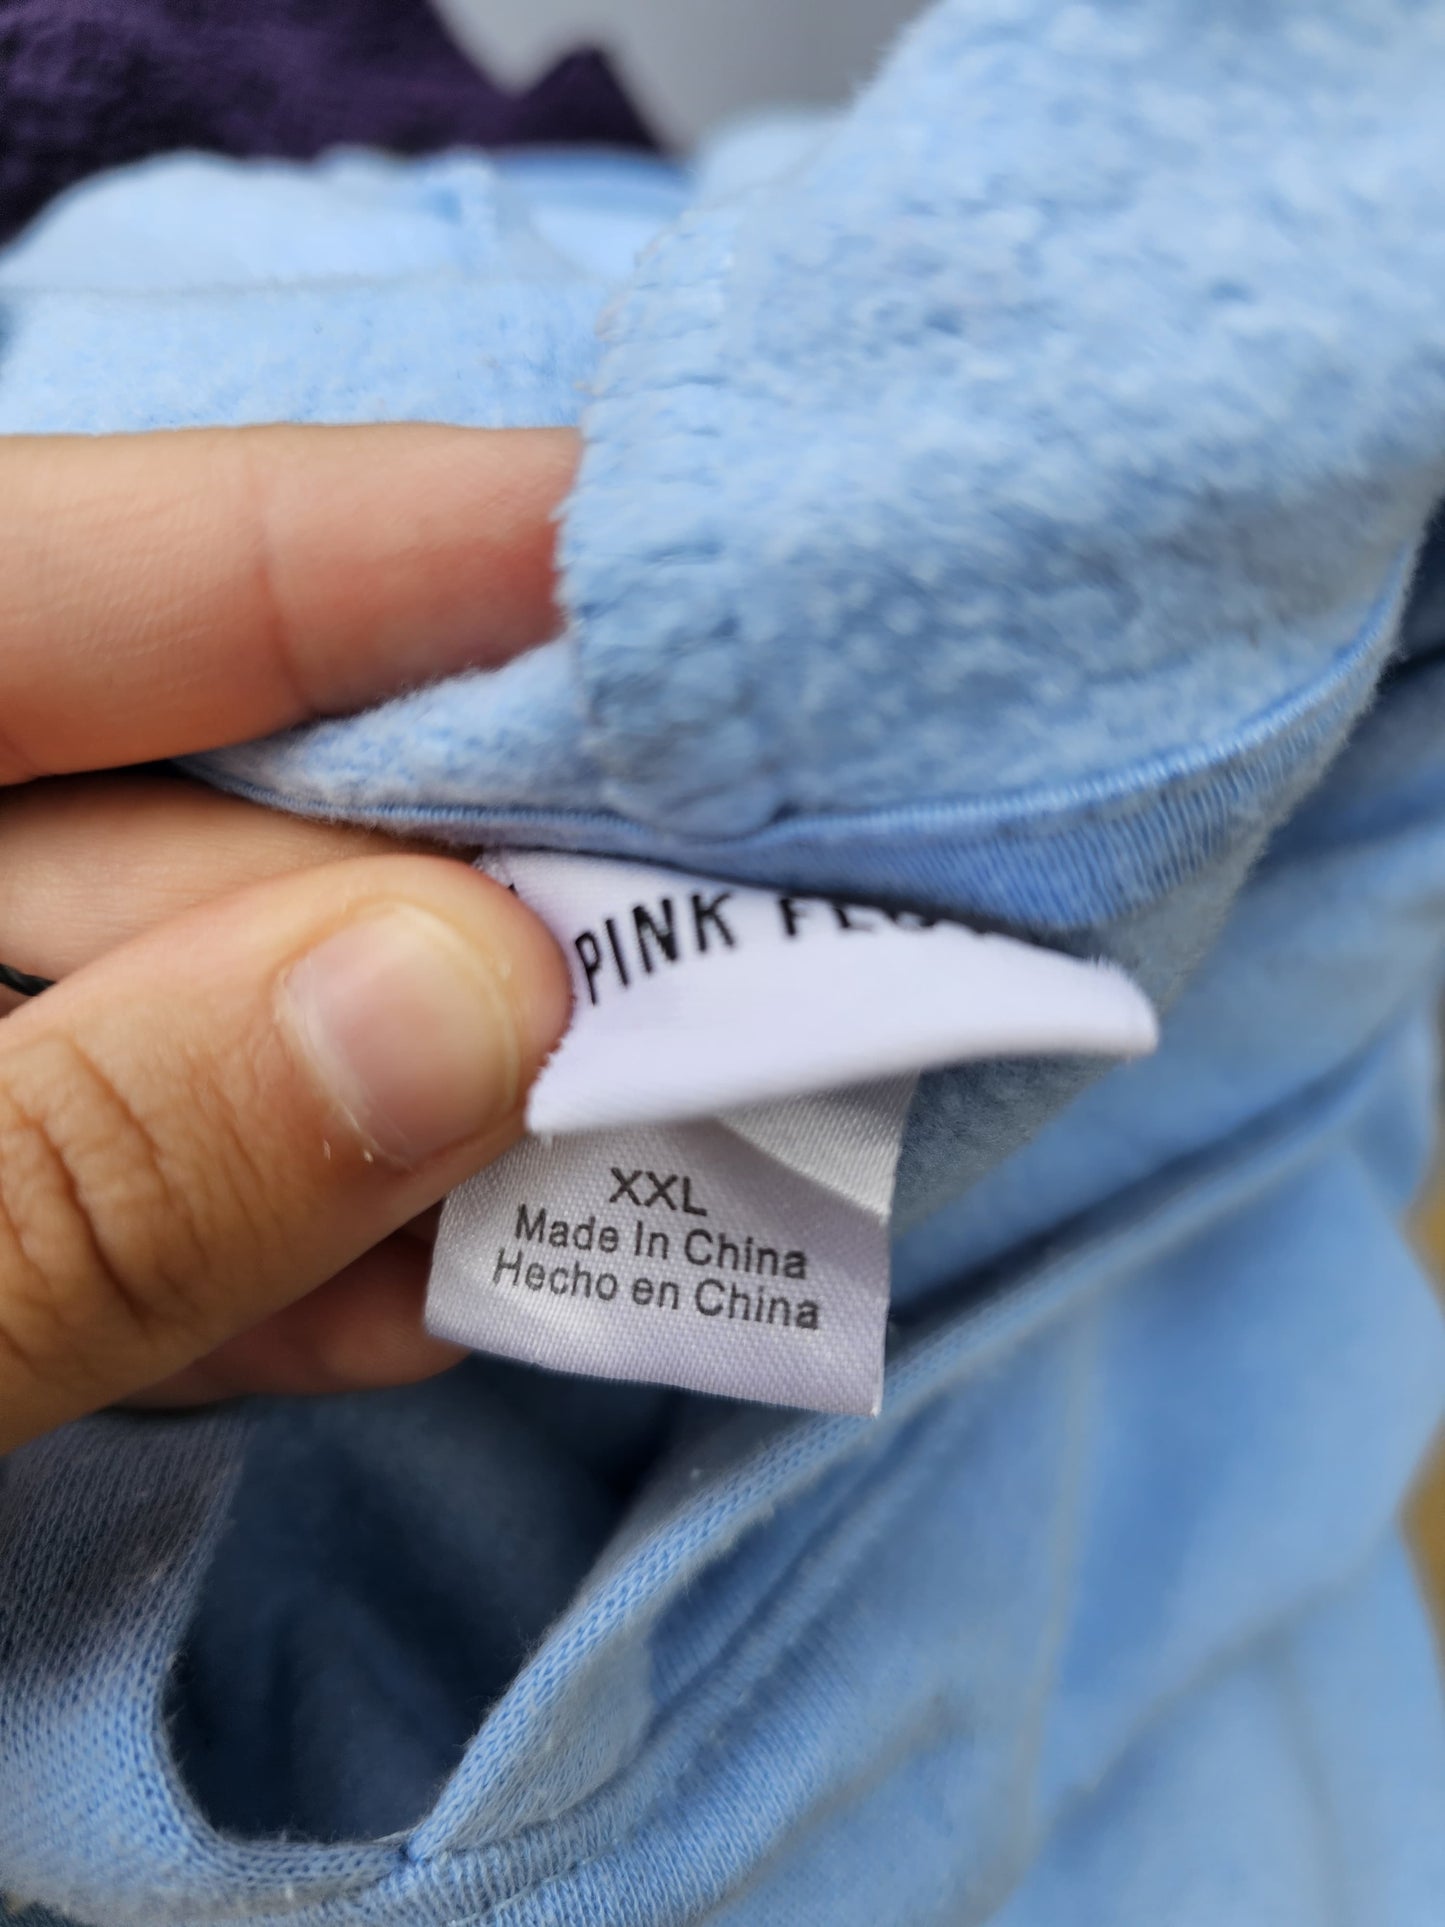 PINK
XXL
Made In China
Hecho en China